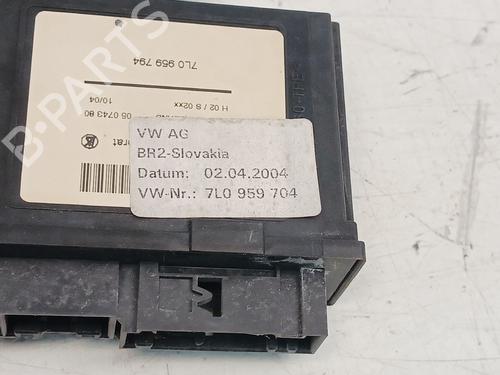 7L0 959 794
H 02 / S 02xx
10/04
05 0743 80
VW AG
BR2-Slovakia
Datum: 02.04.2004
VW-Nr.: 7L0 959 704
B-PARTS